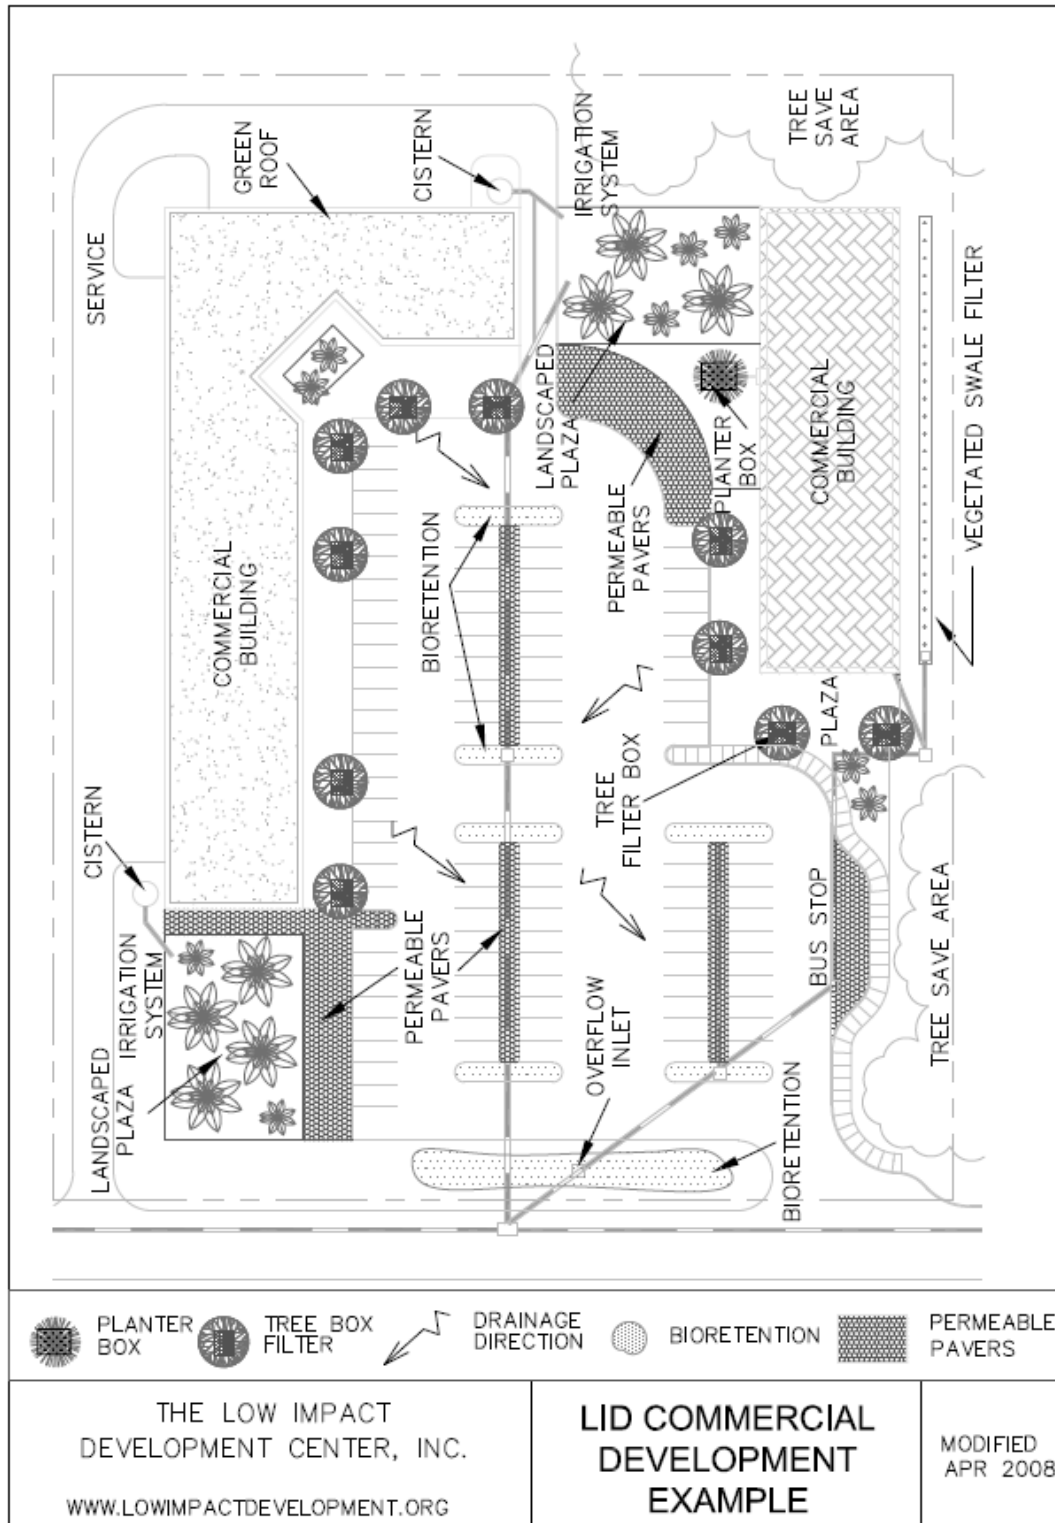 TREE
SAVE
AREA
GREEN
ROOF
CISTERN
IRRIGATION
SYSTEM
SERVICE
VEGETATED SWALE FILTER
LANDSCAPED
PLAZA
PLANTER
BOX
COMMERCIAL
BUILDING
PERMEABLE
PAVERS
BIORETENTION
COMMERCIAL
BUILDING
PLAZA
TREE
FILTER BOX
CISTERN
BUS STOP
TREE SAVE AREA
PERMEABLE
PAVERS
IRRIGATION
SYSTEM
LANDSCAPED
PLAZA
OVERFLOW
INLET
BIORETENTION
PLANTER
BOX
TREE BOX
FILTER
DRAINAGE
DIRECTION
BIORETENTION
PERMEABLE
PAVERS
THE LOW IMPACT
DEVELOPMENT CENTER, INC.
WWW.LOWIMPACTDEVELOPMENT.ORG
LID COMMERCIAL
DEVELOPMENT
EXAMPLE
MODIFIED
APR 2008